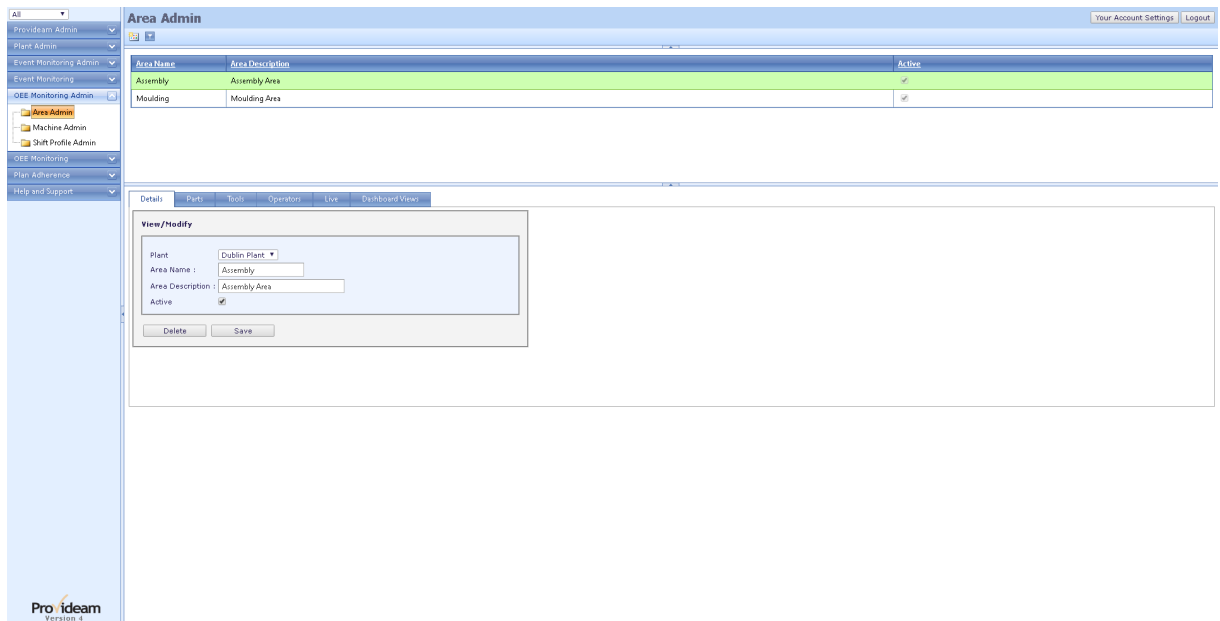 All
Area Admin
Your Account Settings
Logout
Provideam Admin
Plant Admin
Event Monitoring Admin
Event Monitoring
OEE Monitoring Admin
Area Admin
Machine Admin
Shift Profile Admin
OEE Monitoring
Plan Adherence
Help and Support
Area Name Area Description Active
Assembly Assembly Area
Moulding Moulding Area
Details Parts Tools Operators Live Dashboard Views
View/Modify
Plant Dublin Plant
Area Name : Assembly
Area Description : Assembly Area
Active
Delete Save
Provideam
Version 4